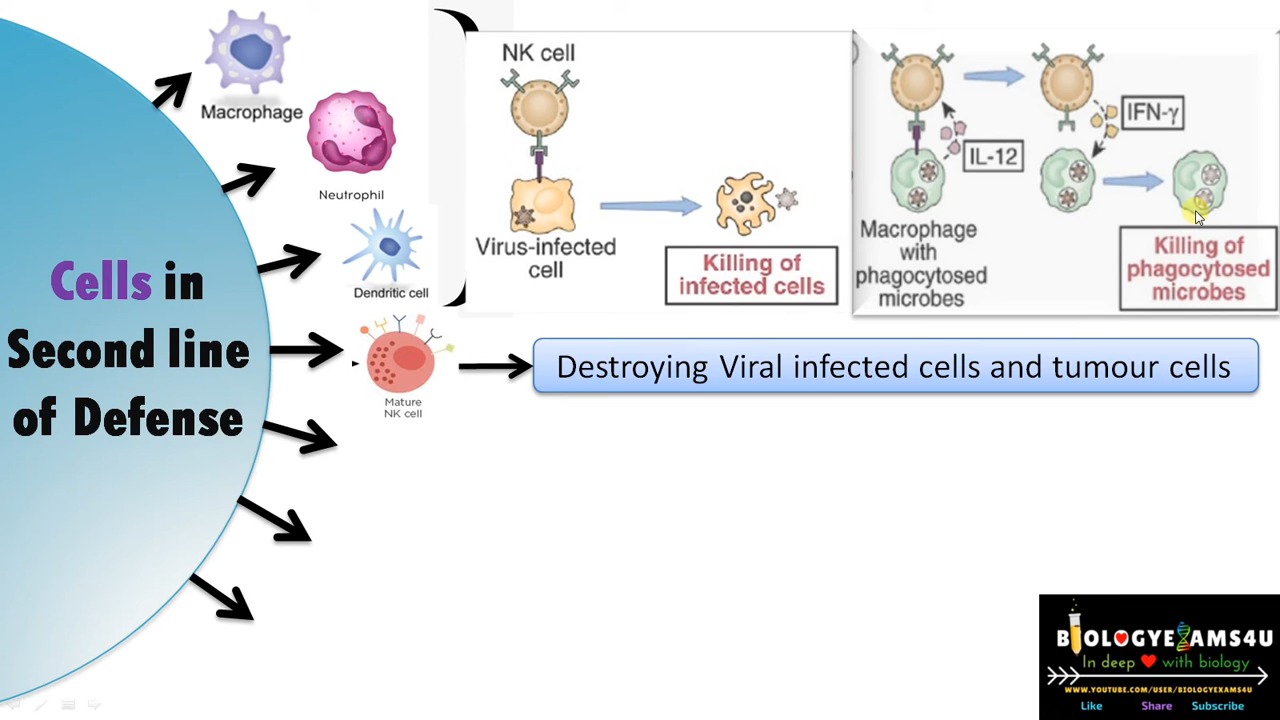 Macrophage
Neutrophil
Dendritic cell
Mature
NK cell
Cells in
Second line
of Defense
NK cell
Virus-infected
cell
Killing of
infected cells
IL-12
IFN-γ
Macrophage
with
phagocytosed
microbes
Killing of
phagocytosed
microbes
Destroying Viral infected cells and tumour cells
BIOLOGYEXAMS4U
In deep with biology
WWW.YOUTUBE.COM/USER/BIOLOGYEXAMS4U
Like Share Subscribe